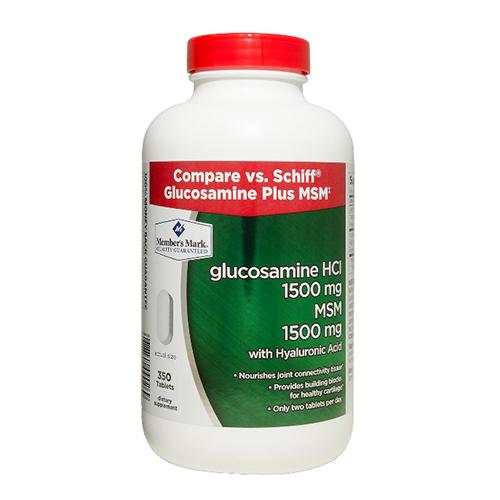 Compare vs. Schiff®
Glucosamine Plus MSM‡
100% MONEY BACK GUARANTEE
Member's Mark®
QUALITY GUARANTEED
glucosamine HCl
1500 mg
MSM
1500 mg
with Hyaluronic Acid
actual size
350
Tablets
dietary
supplement
• Nourishes joint connectivity tissue*
• Provides building blocks
for healthy cartilage*
• Only two tablets per day